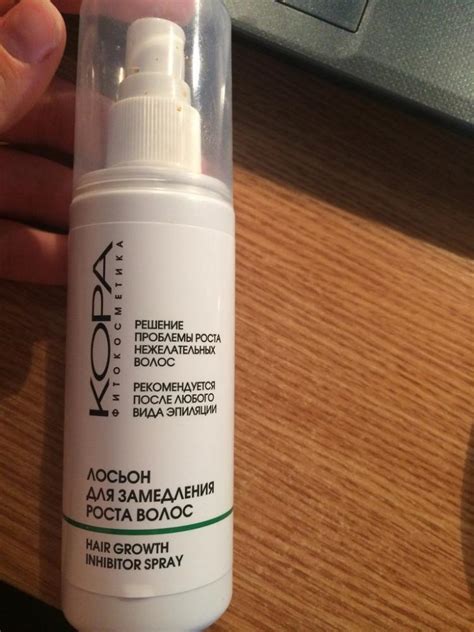 КОРА
ФИТОКОСМЕТИКА
РЕШЕНИЕ
ПРОБЛЕМЫ РОСТА
НЕЖЕЛАТЕЛЬНЫХ
ВОЛОС
РЕКОМЕНДУЕТСЯ
ПОСЛЕ ЛЮБОГО
ВИДА ЭПИЛЯЦИИ
ЛОСЬОН
ДЛЯ ЗАМЕДЛЕНИЯ
РОСТА ВОЛОС
HAIR GROWTH
INHIBITOR SPRAY